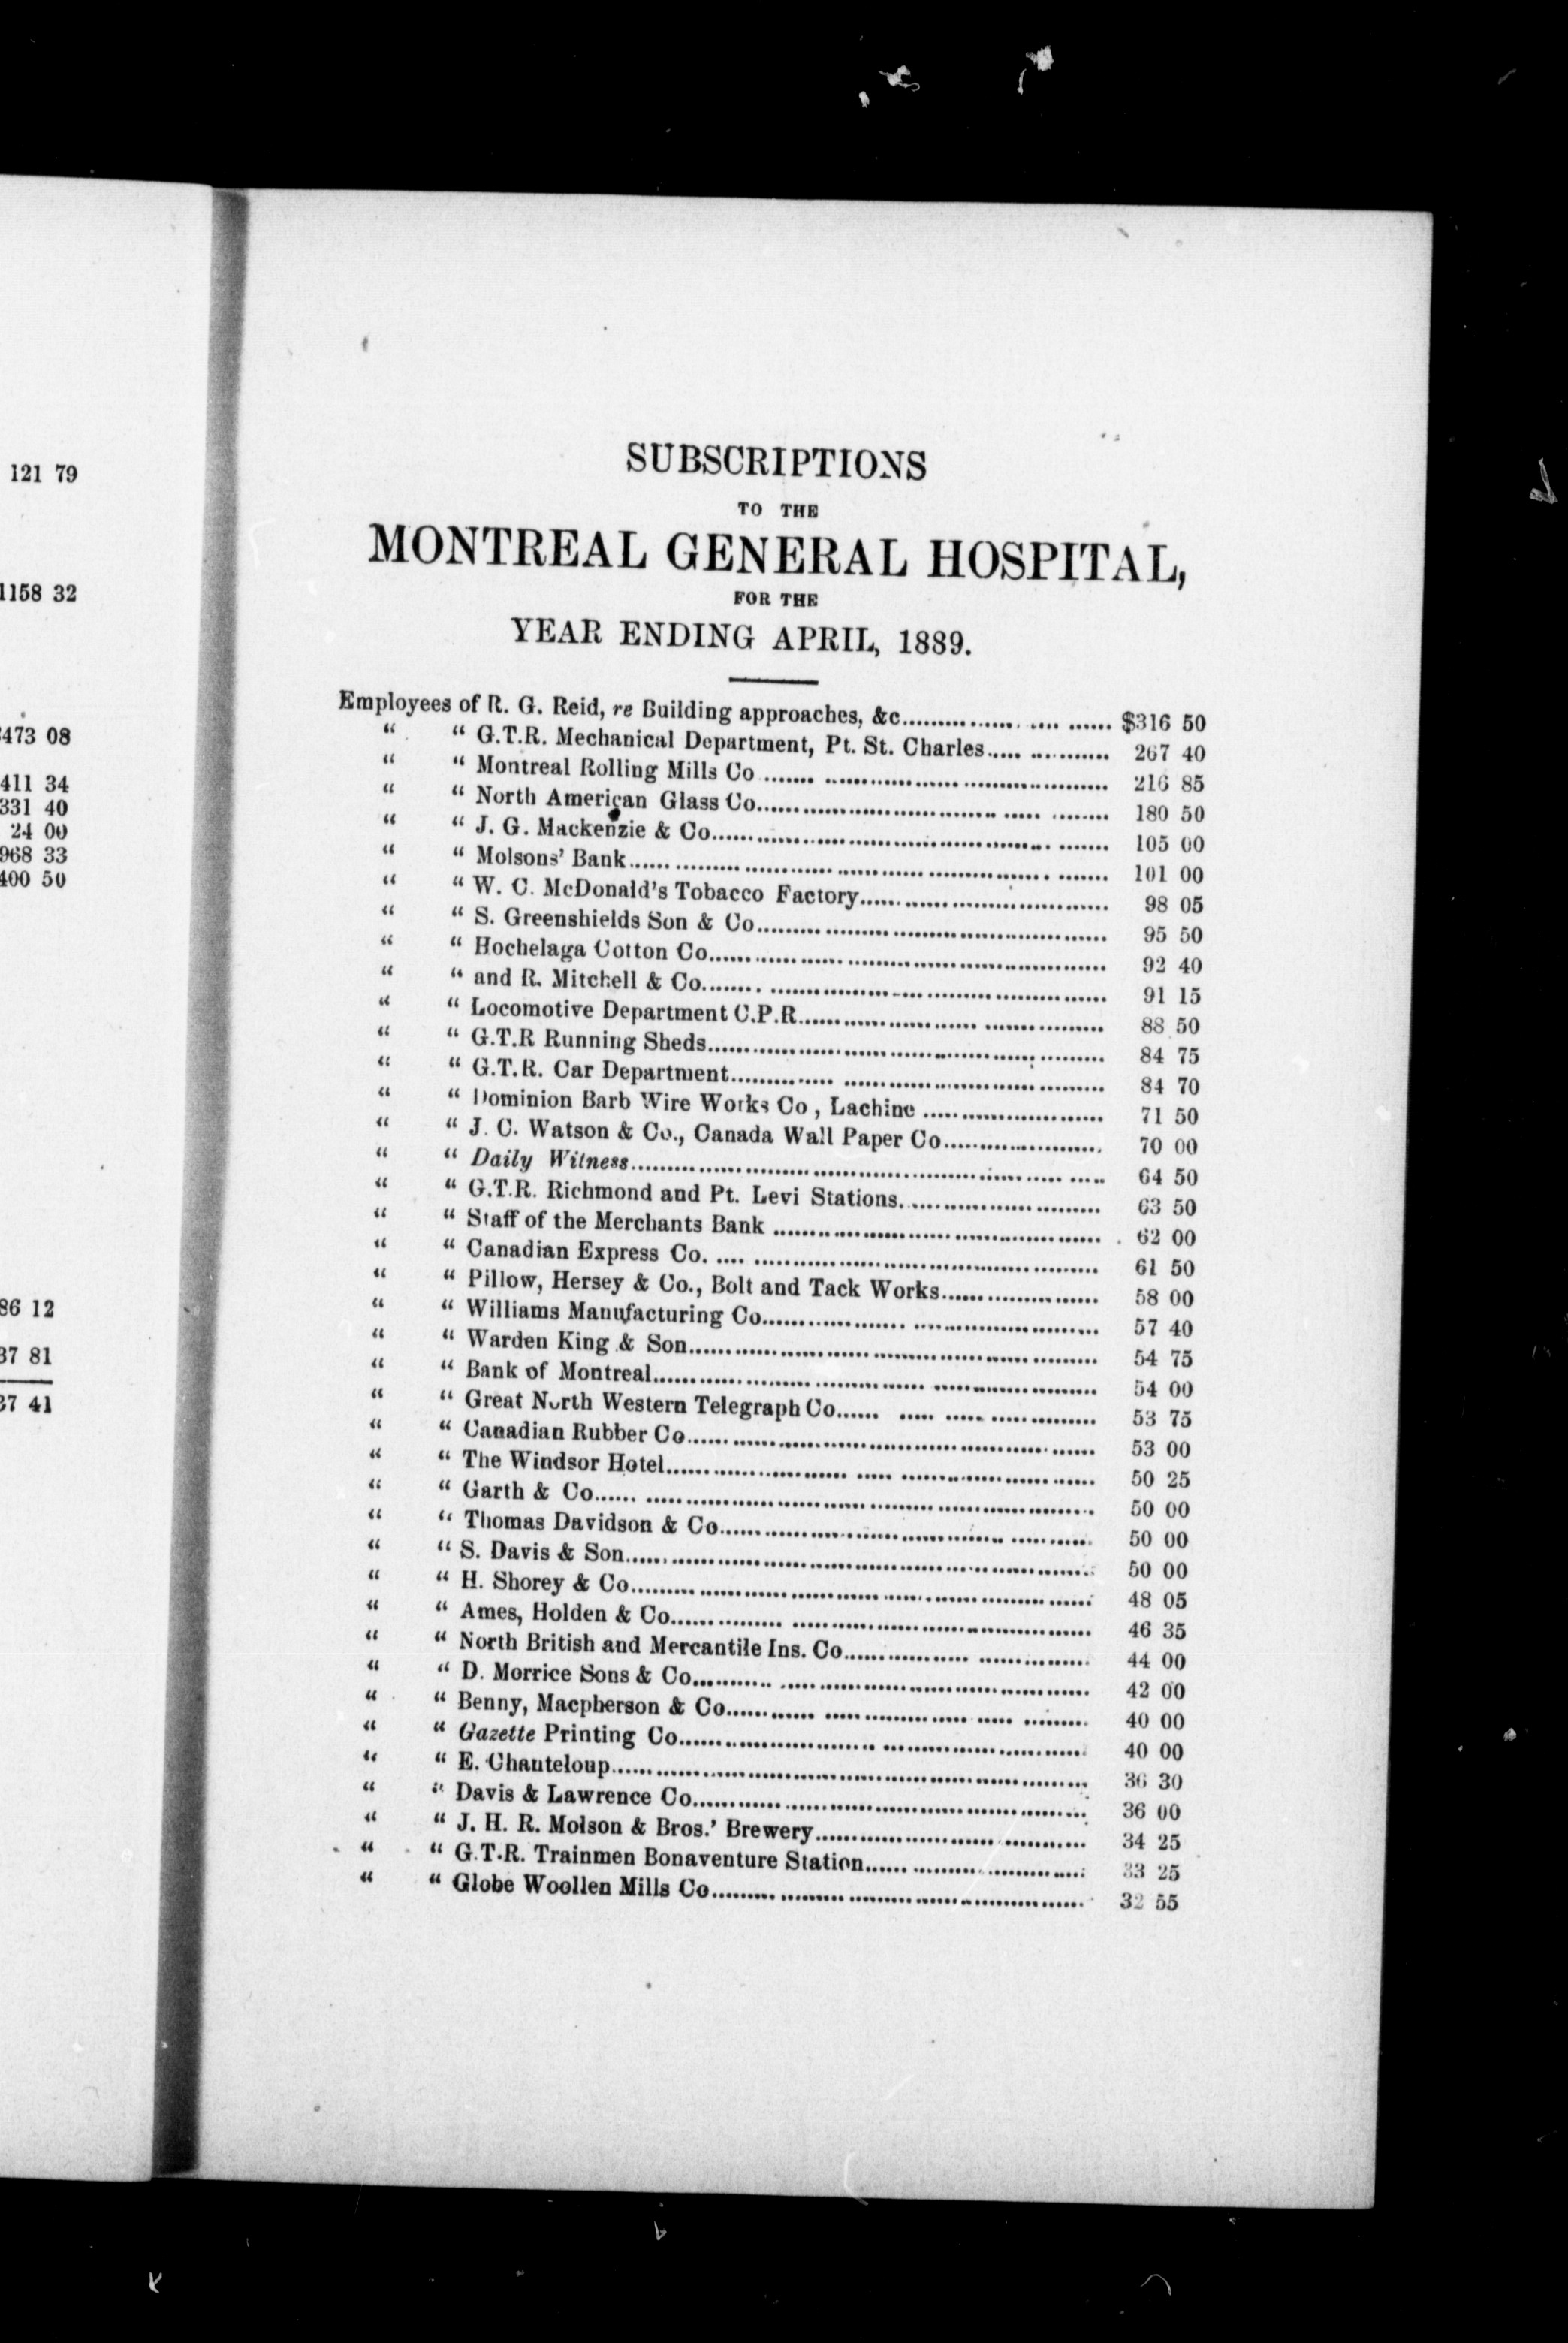 121 79
1158 32
473 08
411 34
331 40
24 00
968 33
400 50
86 12
37 81
37 41
SUBSCRIPTIONS
TO THE
MONTREAL GENERAL HOSPITAL,
FOR THE
YEAR ENDING APRIL, 1889.
Employees of R. G. Reid, re Building approaches, &c........................ $316 50
“ “ G.T.R. Mechanical Department, Pt. St. Charles............... 267 40
“ “ Montreal Rolling Mills Co ........................ 216 85
“ “ North American Glass Co........................ 180 50
“ “ J. G. Mackenzie & Co........................ 105 00
“ “ Molsons’ Bank........................ 101 00
“ “ W. C. McDonald’s Tobacco Factory........................ 98 05
“ “ S. Greenshields Son & Co........................ 95 50
“ “ Hochelaga Cotton Co........................ 92 40
“ “ and R. Mitchell & Co........................ 91 15
“ “ Locomotive Department C.P.R........................ 88 50
“ “ G.T.R Running Sheds........................ 84 75
“ “ G.T.R. Car Department........................ 84 70
“ “ Dominion Barb Wire Works Co , Lachine ........................ 71 50
“ “ J. C. Watson & Co., Canada Wall Paper Co........................ 70 00
“ “ Daily Witness........................ 64 50
“ “ G.T.R. Richmond and Pt. Levi Stations........................ 63 50
“ “ Staff of the Merchants Bank ........................ 62 00
“ “ Canadian Express Co. ........................ 61 50
“ “ Pillow, Hersey & Co., Bolt and Tack Works........................ 58 00
“ “ Williams Manufacturing Co........................ 57 40
“ “ Warden King & Son........................ 54 75
“ “ Bank of Montreal........................ 54 00
“ “ Great North Western Telegraph Co........................ 53 75
“ “ Canadian Rubber Co........................ 53 00
“ “ The Windsor Hotel........................ 50 25
“ “ Garth & Co........................ 50 00
“ “ Thomas Davidson & Co........................ 50 00
“ “ S. Davis & Son........................ 50 00
“ “ H. Shorey & Co........................ 48 05
“ “ Ames, Holden & Co........................ 46 35
“ “ North British and Mercantile Ins. Co........................ 44 00
“ “ D. Morrice Sons & Co........................ 42 00
“ “ Benny, Macpherson & Co........................ 40 00
“ “ Gazette Printing Co........................ 40 00
“ “ E. Chanteloup........................ 36 30
“ “ Davis & Lawrence Co........................ 36 00
“ “ J. H. R. Molson & Bros.’ Brewery........................ 34 25
“ “ G.T.R. Trainmen Bonaventure Station........................ 33 25
“ “ Globe Woollen Mills Co........................ 32 55